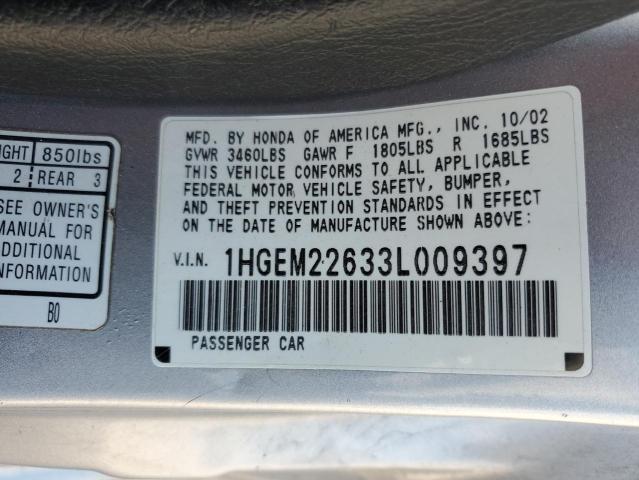 GHT 850lbs
2 REAR 3
SEE OWNER'S
MANUAL FOR
ADDITIONAL
INFORMATION
B0
MFD. BY HONDA OF AMERICA MFG., INC. 10/02
GVWR 3460LBS GAWR F 1805LBS R 1685LBS
THIS VEHICLE CONFORMS TO ALL APPLICABLE
FEDERAL MOTOR VEHICLE SAFETY, BUMPER,
AND THEFT PREVENTION STANDARDS IN EFFECT
ON THE DATE OF MANUFACTURE SHOWN ABOVE:
V.I.N. 1HGEM22633L009397
PASSENGER CAR